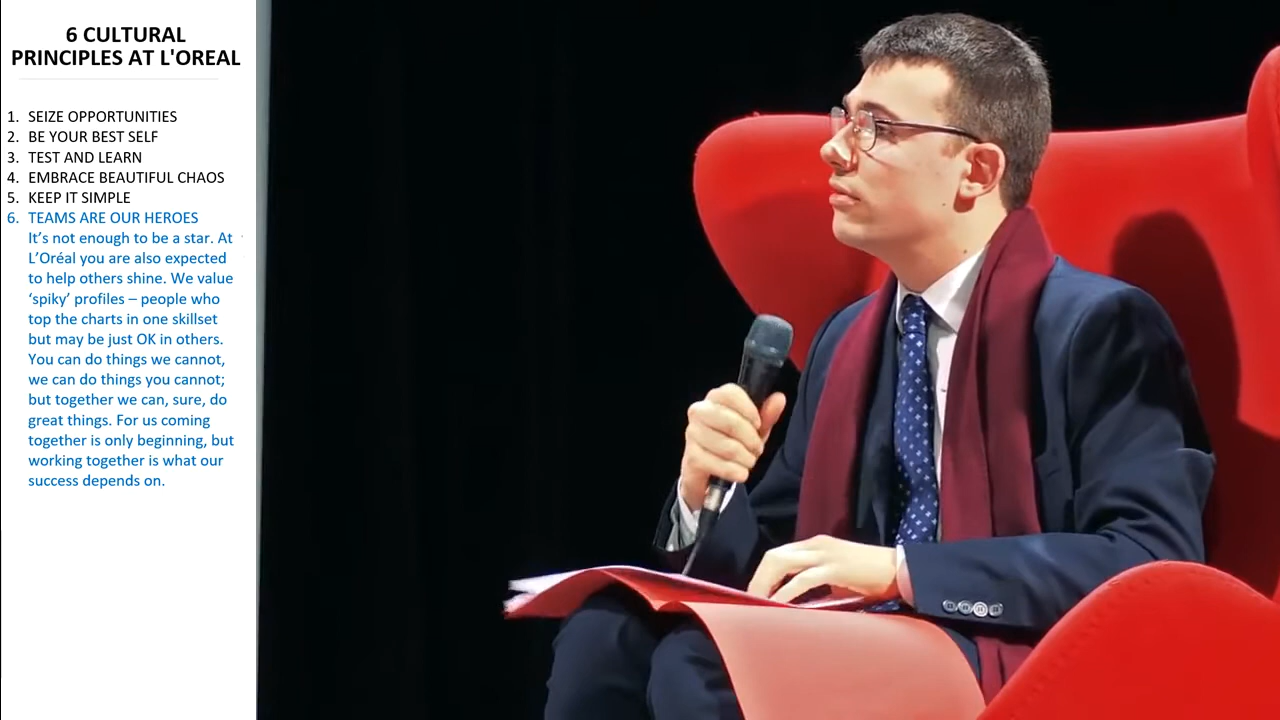 6 CULTURAL
PRINCIPLES AT L'OREAL
1. SEIZE OPPORTUNITIES
2. BE YOUR BEST SELF
3. TEST AND LEARN
4. EMBRACE BEAUTIFUL CHAOS
5. KEEP IT SIMPLE
6. TEAMS ARE OUR HEROES
It’s not enough to be a star. At
L’Oréal you are also expected
to help others shine. We value
‘spiky’ profiles – people who
top the charts in one skillset
but may be just OK in others.
You can do things we cannot,
we can do things you cannot;
but together we can, sure, do
great things. For us coming
together is only beginning, but
working together is what our
success depends on.